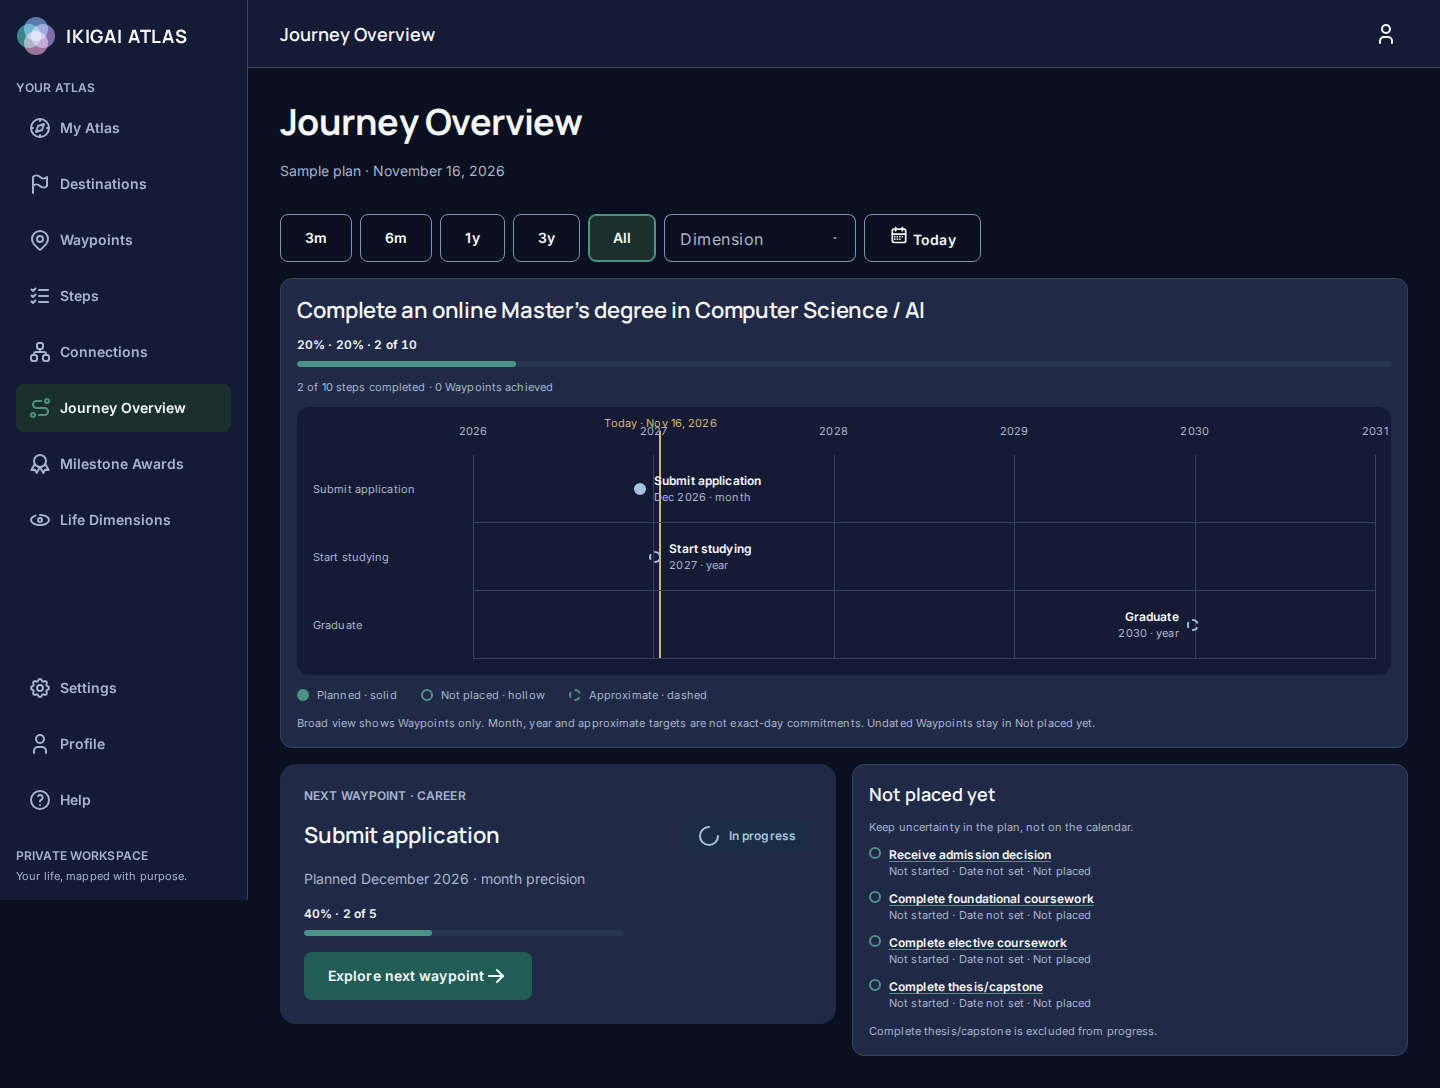 IKIGAI ATLAS
YOUR ATLAS
My Atlas
Destinations
Waypoints
Steps
Connections
Journey Overview
Milestone Awards
Life Dimensions
Settings
Profile
Help
PRIVATE WORKSPACE
Your life, mapped with purpose.
Journey Overview
Journey Overview
Sample plan · November 16, 2026
3m 6m 1y 3y All Dimension Today
Complete an online Master's degree in Computer Science / AI
20% · 20% · 2 of 10
2 of 10 steps completed · 0 Waypoints achieved
Today · Nov 16, 2026
2026 2027 2028 2029 2030 2031
Submit application
Submit application
Dec 2026 · month
Start studying
Start studying
2027 · year
Graduate
Graduate
2030 · year
Planned · solid Not placed · hollow Approximate · dashed
Broad view shows Waypoints only. Month, year and approximate targets are not exact-day commitments. Undated Waypoints stay in Not placed yet.
NEXT WAYPOINT · CAREER
Submit application
In progress
Planned December 2026 · month precision
40% · 2 of 5
Explore next waypoint
Not placed yet
Keep uncertainty in the plan, not on the calendar.
Receive admission decision
Not started · Date not set · Not placed
Complete foundational coursework
Not started · Date not set · Not placed
Complete elective coursework
Not started · Date not set · Not placed
Complete thesis/capstone
Not started · Date not set · Not placed
Complete thesis/capstone is excluded from progress.